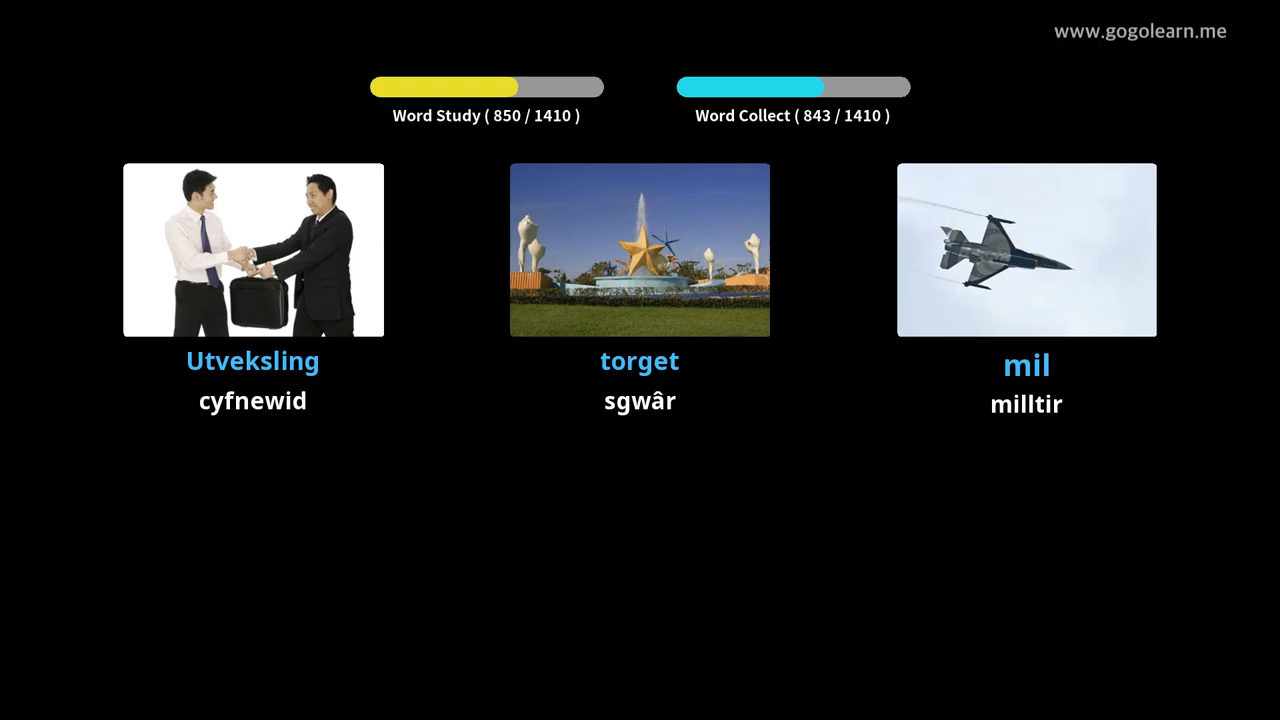 www.gogolearn.me
Word Study ( 850 / 1410 )
Word Collect ( 843 / 1410 )
Utveksling
cyfnewid
torget
sgwâr
mil
milltir